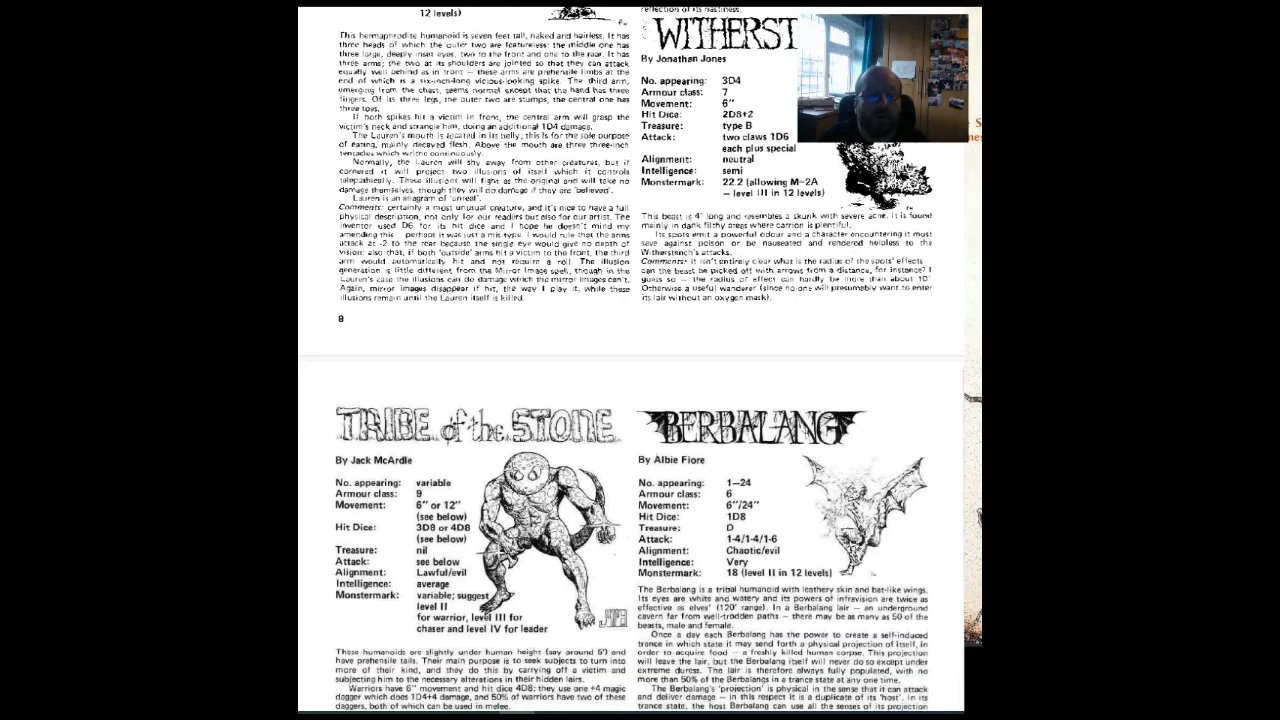 12 levels)
This hermaphrodite humanoid is seven feet tall, naked and hairless. It has
three heads of which the outer two are featureless: the middle one has
three large, deeply-inset eyes, two to the front and one to the rear. It has
three arms; the two at its shoulders are jointed so that they can attack
equally well behind as in front — these arms are prehensile limbs at the
end of which is a six-inch-long vicious-looking spike. The third arm,
emerging from the chest, seems normal except that the hand has three
fingers. Of its three legs, the outer two are stumps, the central one has
three toes.
If both spikes hit a victim in front, the central arm will grasp the
victim's neck and strangle him, doing an additional 1D4 damage.
The Lauren's mouth is located in its belly; this is for the sole purpose
of eating, mainly decayed flesh. Above the mouth are three three-inch
tentacles which writhe continuously.
Normally, the Lauren will shy away from other creatures, but if
cornered it will project two illusions of itself which it controls
telepathically. These illusions will fight as the original and will take no
damage themselves, though they will do damage if they are 'believed'.
Lauren is an anagram of 'unreal'.
Comments: certainly a most unusual creature, and it's nice to have a full
physical description, not only for our readers but also for our artist. The
inventor used D6 for its hit dice and I hope he doesn't mind my
amending this — perhaps it was just a mis-type. I would rule that the arms
attack at -2 to the rear because the single eye would give no depth of
vision; also that, if both 'outside' arms hit a victim to the front, the third
arm would automatically hit and not require a roll. The illusion
generation is little different from the Mirror Image spell, though in the
Lauren's case the illusions can do damage which the mirror images can't.
Again, mirror images disappear if hit, the way I play it, while these
illusions remain until the Lauren itself is killed.
8
reflection of its nastiness.
WITHERST
By Jonathan Jones
No. appearing: 3D4
Armour class: 7
Movement: 6"
Hit Dice: 2D8+2
Treasure: type B
Attack: two claws 1D6
each plus special
Alignment: neutral
Intelligence: semi
Monstermark: 22.2 (allowing M=2A
— level III in 12 levels)
This beast is 4' long and resembles a skunk with severe acne. It is found
mainly in dank filthy areas where carrion is plentiful.
Its spots emit a powerful odour and a character encountering it must
save against poison or be nauseated and rendered helpless to the
Witherstench's attacks.
Comments: it isn't entirely clear what is the radius of the spots' effects —
can the beast be picked off with arrows from a distance, for instance? I
guess so — the radius of effect can hardly be more than about 10'.
Otherwise a useful wanderer (since no-one will presumably want to enter
its lair without an oxygen mask).
TRIBE of the STONE
By Jack McArdle
No. appearing: variable
Armour class: 9
Movement: 6" or 12"
(see below)
Hit Dice: 3D8 or 4D8
(see below)
Treasure: nil
Attack: see below
Alignment: Lawful/evil
Intelligence: average
Monstermark: variable; suggest
level II
for warrior, level III for
chaser and level IV for leader
These humanoids are slightly under human height (say around 5') and
have prehensile tails. Their main purpose is to seek subjects to turn into
more of their kind, and they do this by carrying off a victim and
subjecting him to the necessary alterations in their hidden lairs.
Warriors have 6" movement and hit dice 4D8; they use one +4 magic
dagger which does 1D4+4 damage, and 50% of warriors have two of these
daggers, both of which can be used in melee.
BERBALANG
By Albie Fiore
No. appearing: 1—24
Armour class: 6
Movement: 6"/24"
Hit Dice: 1D8
Treasure: D
Attack: 1-4/1-4/1-6
Alignment: Chaotic/evil
Intelligence: Very
Monstermark: 18 (level II in 12 levels)
The Berbalang is a tribal humanoid with leathery skin and bat-like wings.
Its eyes are white and watery and its powers of infravision are twice as
effective as elves' (120' range). In a Berbalang lair — an underground
cavern far from well-trodden paths — there may be as many as 50 of the
beasts, male and female.
Once a day each Berbalang has the power to create a self-induced
trance in which state it may send forth a physical projection of itself, in
order to acquire food — a freshly killed human corpse. This projection
will leave the lair, but the Berbalang itself will never do so except under
extreme duress. The lair is therefore always fully populated, with no
more than 50% of the Berbalangs in a trance state at any one time.
The Berbalang's 'projection' is physical in the sense that it can attack
and deliver damage — in this respect it is a duplicate of its 'host'. In its
trance state, the host Berbalang can use all the senses of its projection